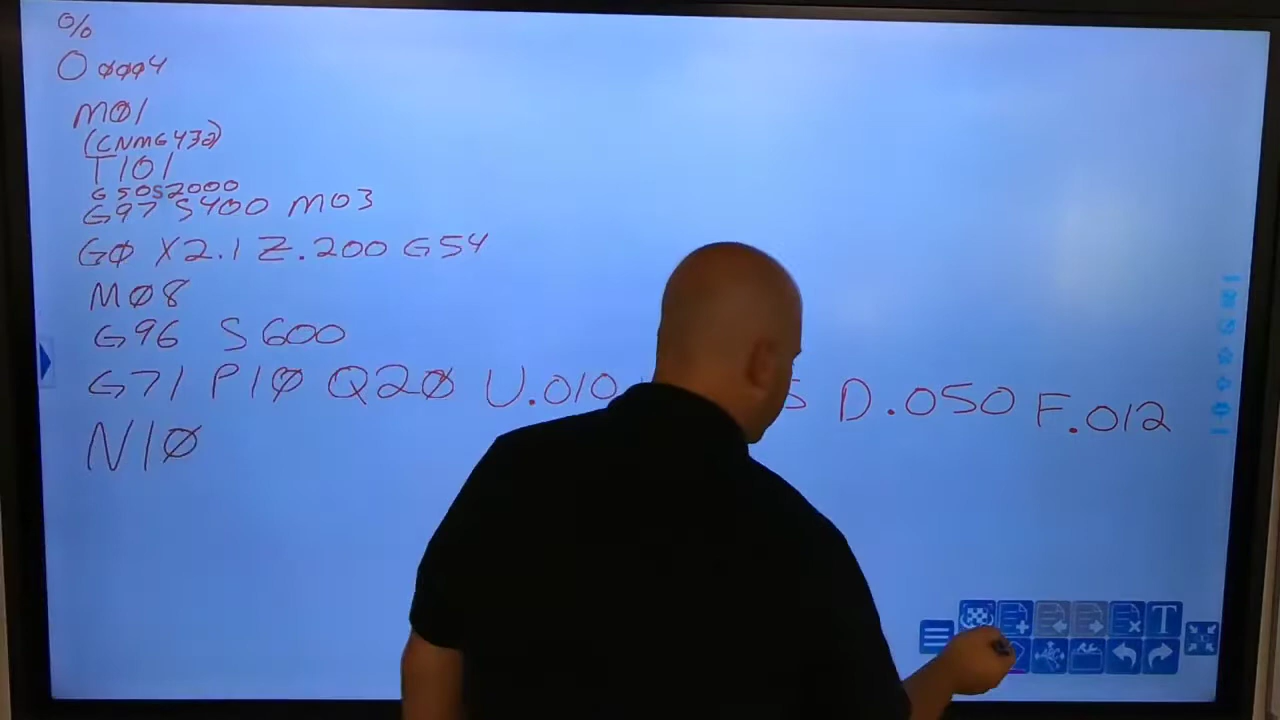 %
O ØØØ4
MØ1
(CNMG432)
T101
G50S2000
G97 S400 M03
GØ X2.1 Z.200 G54
MØ8
G96 S600
G71 P1Ø Q2Ø U.010 D.050 F.012
N1Ø
T